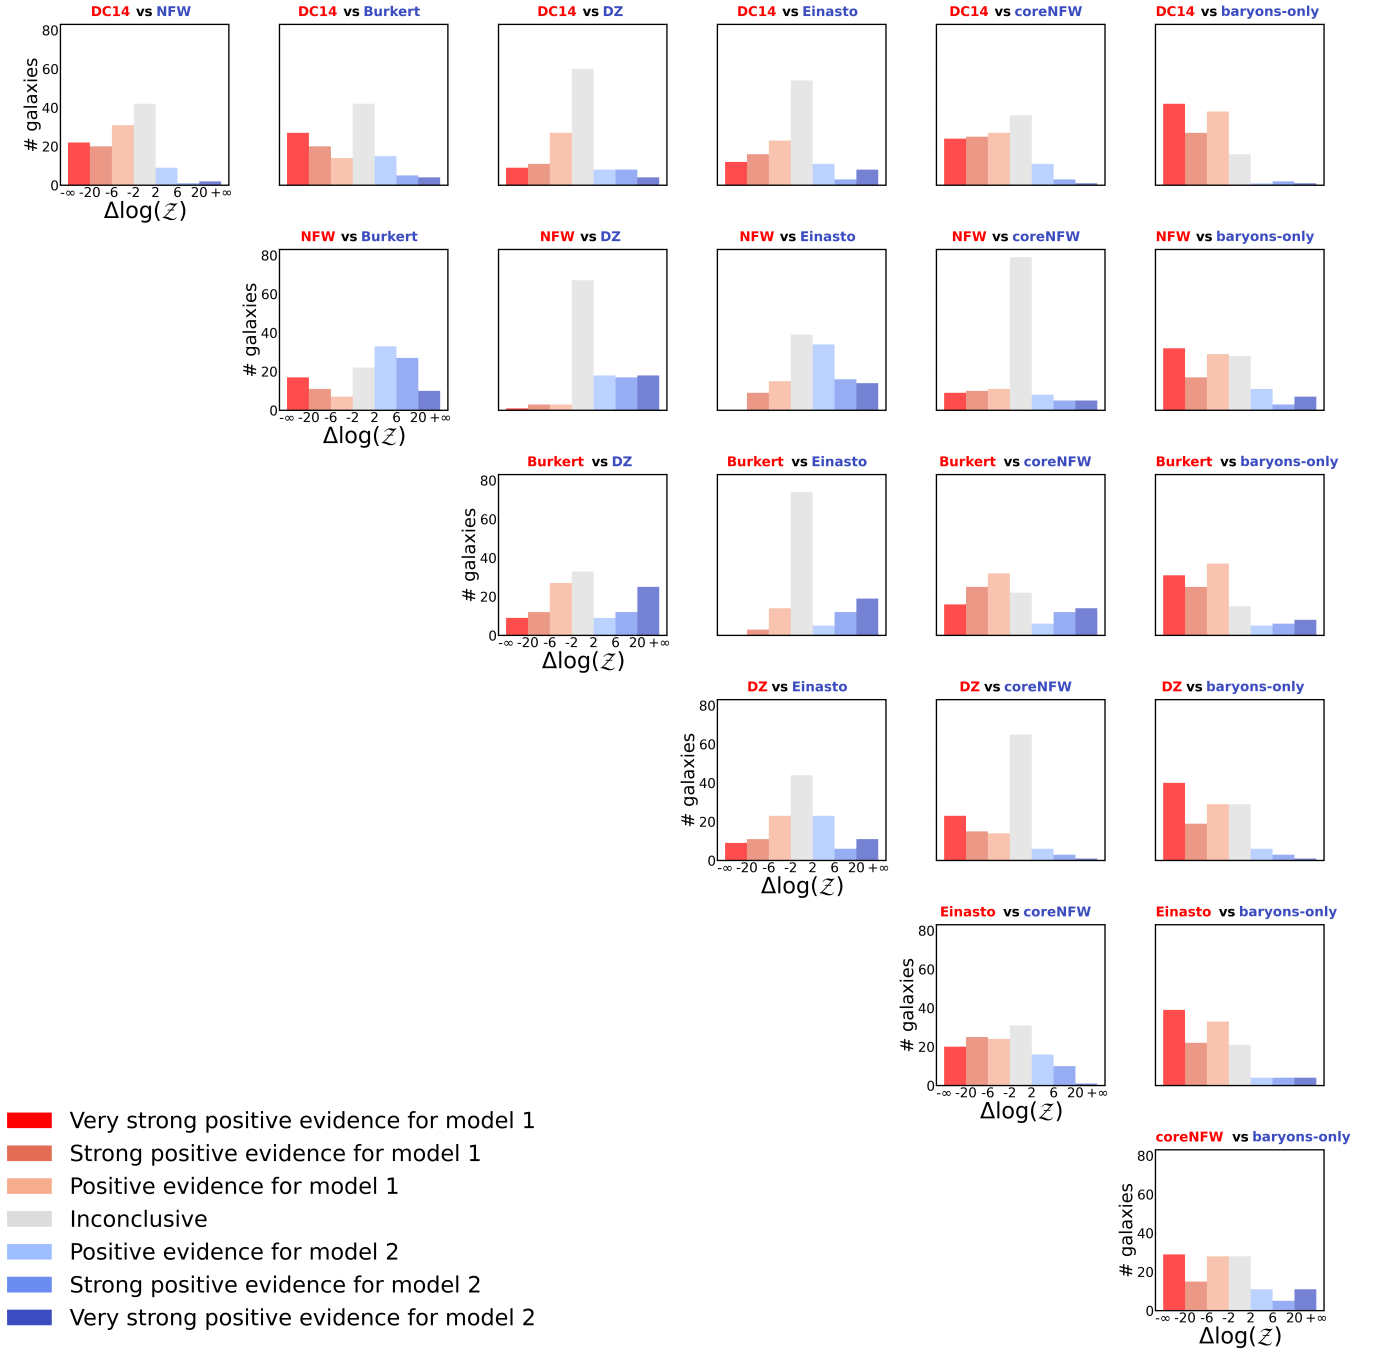 DC14 vs NFW
DC14 vs Burkert
DC14 vs DZ
DC14 vs Einasto
DC14 vs coreNFW
DC14 vs baryons-only
# galaxies
80
60
40
20
0
-∞ -20 -6 -2 2 6 20 +∞
Δlog(𝒵)
NFW vs Burkert
NFW vs DZ
NFW vs Einasto
NFW vs coreNFW
NFW vs baryons-only
# galaxies
80
60
40
20
0
-∞ -20 -6 -2 2 6 20 +∞
Δlog(𝒵)
Burkert vs DZ
Burkert vs Einasto
Burkert vs coreNFW
Burkert vs baryons-only
# galaxies
80
60
40
20
0
-∞ -20 -6 -2 2 6 20 +∞
Δlog(𝒵)
DZ vs Einasto
DZ vs coreNFW
DZ vs baryons-only
# galaxies
80
60
40
20
0
-∞ -20 -6 -2 2 6 20 +∞
Δlog(𝒵)
Einasto vs coreNFW
Einasto vs baryons-only
# galaxies
80
60
40
20
0
-∞ -20 -6 -2 2 6 20 +∞
Δlog(𝒵)
coreNFW vs baryons-only
# galaxies
80
60
40
20
0
-∞ -20 -6 -2 2 6 20 +∞
Δlog(𝒵)
Very strong positive evidence for model 1
Strong positive evidence for model 1
Positive evidence for model 1
Inconclusive
Positive evidence for model 2
Strong positive evidence for model 2
Very strong positive evidence for model 2